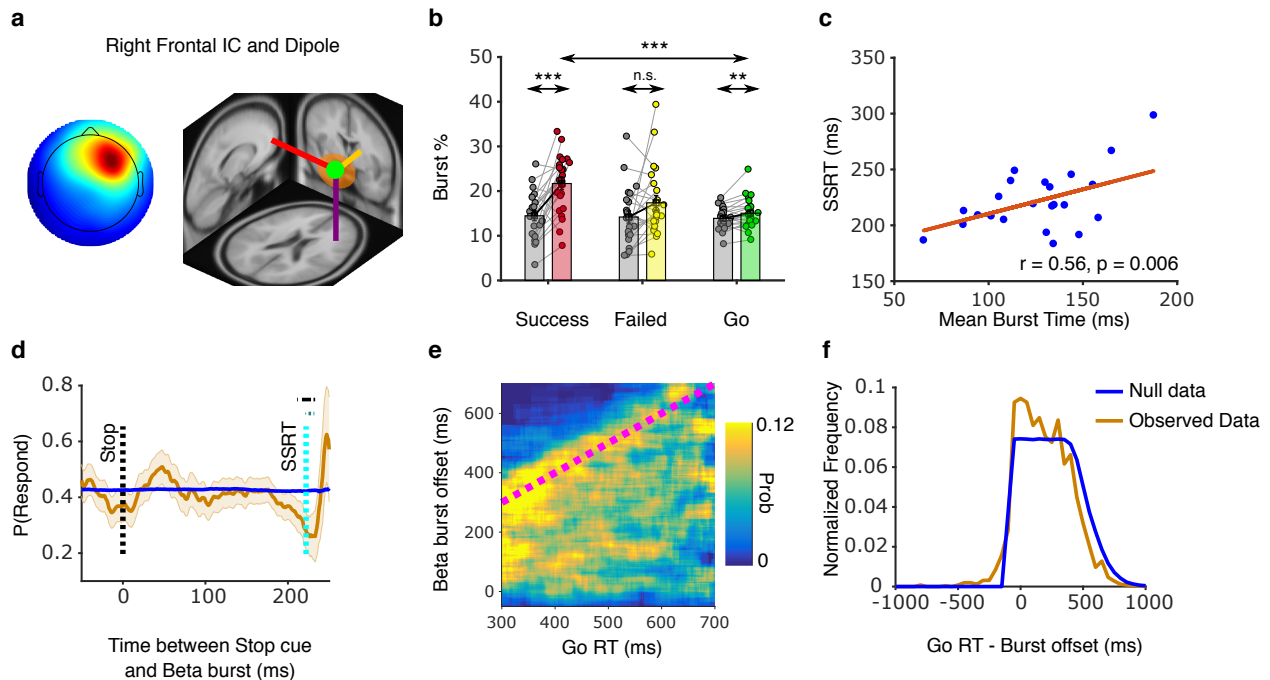 a
Right Frontal IC and Dipole
b
***
***
n.s.
**
50
40
30
20
10
0
Burst %
Success
Failed
Go
c
300
250
200
150
SSRT (ms)
r = 0.56, p = 0.006
50
100
150
200
Mean Burst Time (ms)
d
0.8
0.6
0.4
0.2
P(Respond)
Stop
SSRT
0
100
200
Time between Stop cue
and Beta burst (ms)
e
600
400
200
0
Beta burst offset (ms)
300
400
500
600
700
Go RT (ms)
0.12
Prob
0
f
Null data
Observed Data
0.1
0.08
0.06
0.04
0.02
0
Normalized Frequency
-1000
-500
0
500
1000
Go RT - Burst offset (ms)